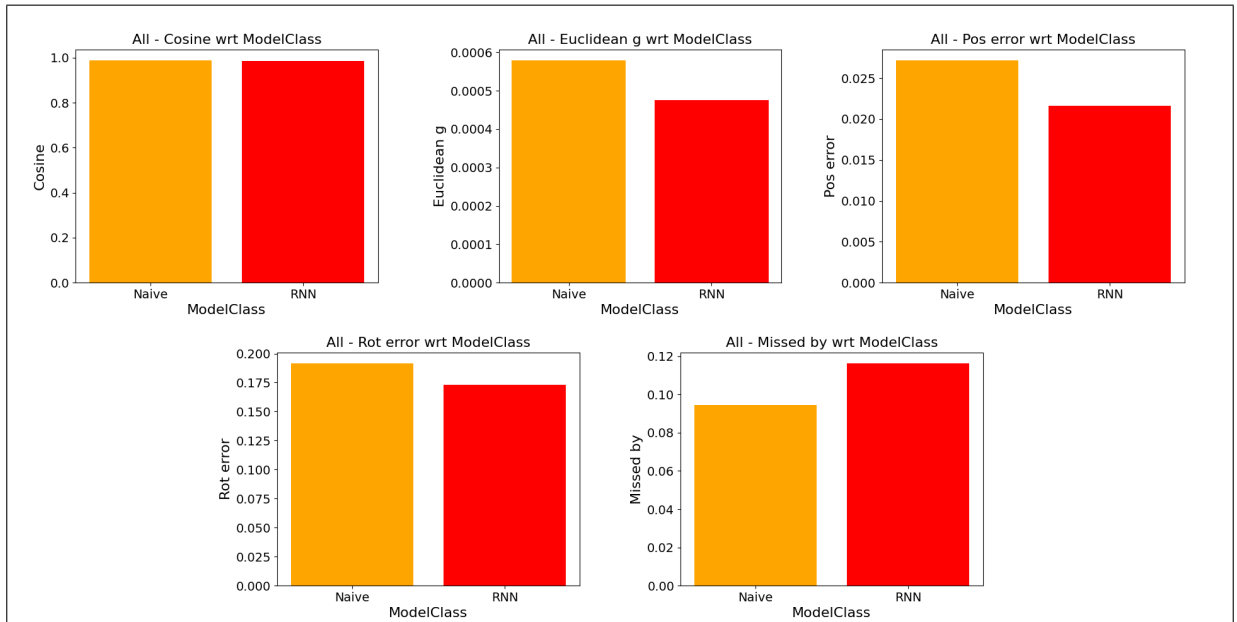 All - Cosine wrt ModelClass
1.0
0.8
0.6
0.4
0.2
0.0
Cosine
Naive RNN
ModelClass
All - Euclidean g wrt ModelClass
0.0006
0.0005
0.0004
0.0003
0.0002
0.0001
0.0000
Euclidean g
Naive RNN
ModelClass
All - Pos error wrt ModelClass
0.025
0.020
0.015
0.010
0.005
0.000
Pos error
Naive RNN
ModelClass
All - Rot error wrt ModelClass
0.200
0.175
0.150
0.125
0.100
0.075
0.050
0.025
0.000
Rot error
Naive RNN
ModelClass
All - Missed by wrt ModelClass
0.12
0.10
0.08
0.06
0.04
0.02
0.00
Missed by
Naive RNN
ModelClass